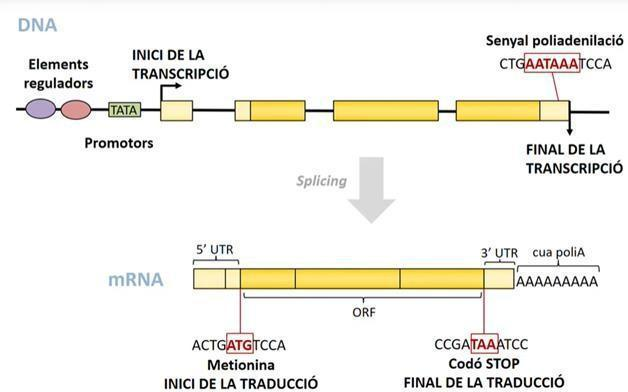 DNA
Elements
reguladors
INICI DE LA
TRANSCRIPCIÓ
Senyal poliadenilació
CTGAATAAATCCA
TATA
Promotors
FINAL DE LA
TRANSCRIPCIÓ
Splicing
mRNA
5' UTR
3' UTR
cua poliA
AAAAAAAAA
ORF
ACTGATGTCCA
Metionina
INICI DE LA TRADUCCIÓ
CCGATAAATCC
Codó STOP
FINAL DE LA TRADUCCIÓ